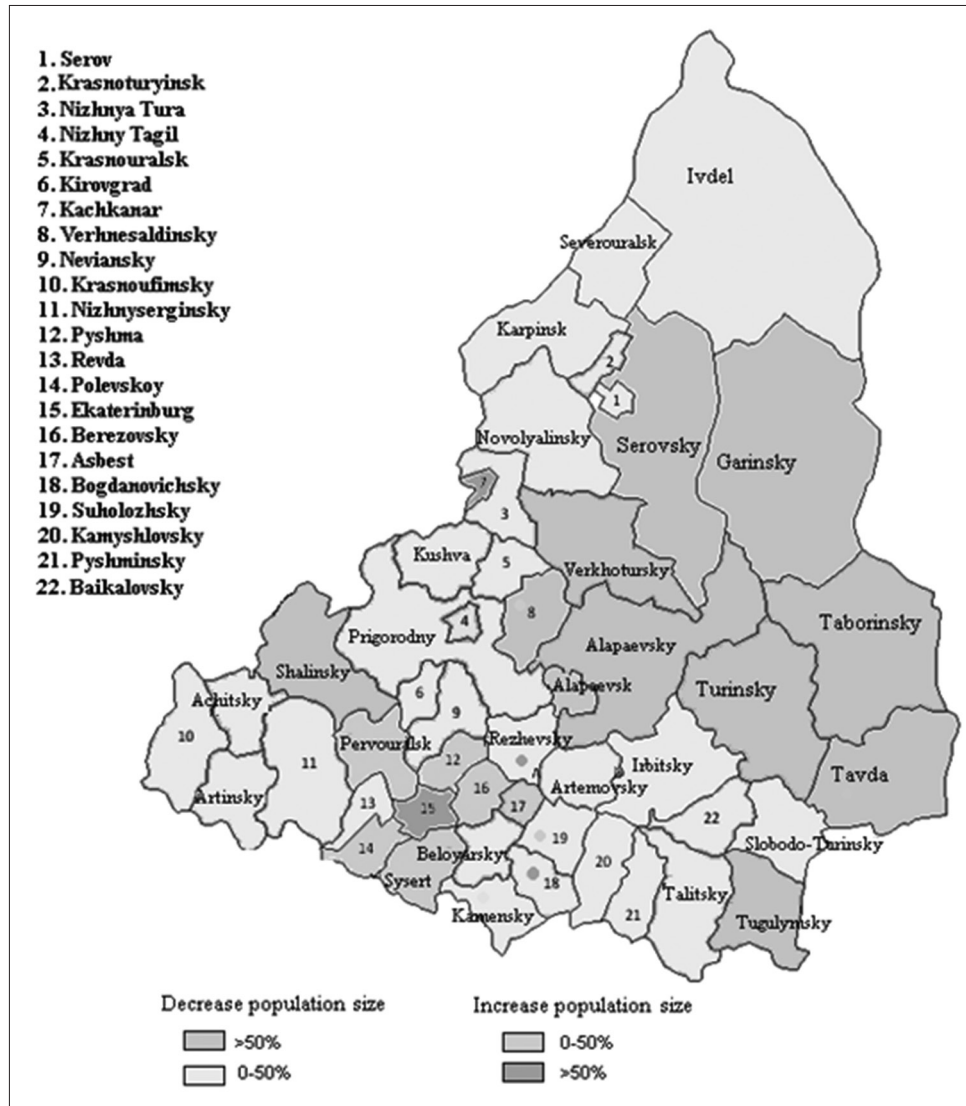 1. Serov
2. Krasnoturyinsk
3. Nizhnya Tura
4. Nizhny Tagil
5. Krasnouralsk
6. Kirovgrad
7. Kachkanar
8. Verhnesaldinsky
9. Neviansky
10. Krasnoufimsky
11. Nizhnyserginsky
12. Pyshma
13. Revda
14. Polevskoy
15. Ekaterinburg
16. Berezovsky
17. Asbest
18. Bogdanovichsky
19. Suholozhsky
20. Kamyshlovsky
21. Pyshminsky
22. Baikalovsky
Ivdel
Severouralsk
Karpinsk
2
1
Novolyalinsky
Serovsky
Garinsky
7
3
Kushva
5
Verkhotursky
8
4
Prigorodny
Alapaevsky
Taborinsky
Shalinsky
Alapaevsk
Turinsky
Achitsky
6
9
10
11
Pervouralsk
12
Rezhevsky
Irbitsky
Tavda
Artinsky
13
15
16
17
Artemovsky
22
14
Beloyarsky
19
20
Slobodo-Turinsky
Sysert
18
21
Talitsky
Kamensky
Tugulymsky
Decrease population size
>50%
0-50%
Increase population size
0-50%
>50%